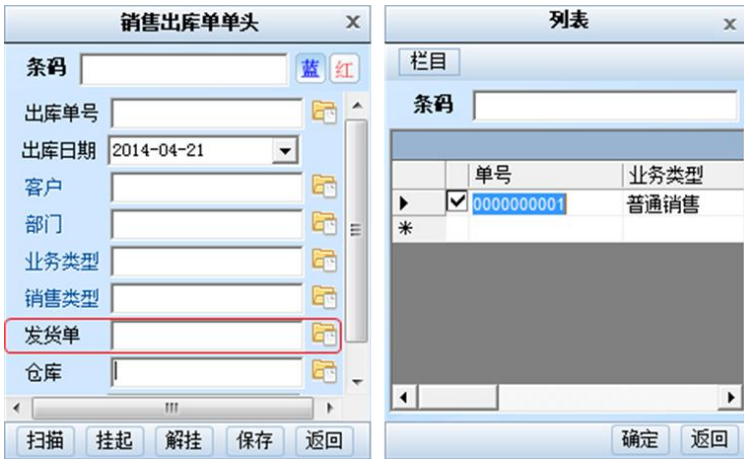 销售出库单单头 x
条码 蓝 红
出库单号
出库日期 2014-04-21
客户
部门
业务类型
销售类型
发货单
仓库
扫描 挂起 解挂 保存 返回
列表 x
栏目
条码
单号 业务类型
0000000001 普通销售
确定 返回